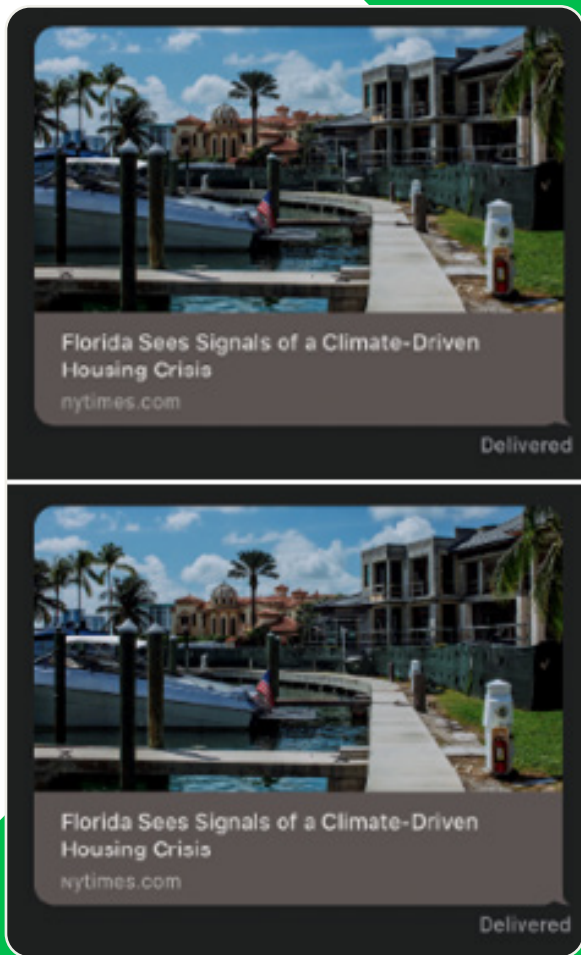 Florida Sees Signals of a Climate-Driven
Housing Crisis
nytimes.com
Delivered
Florida Sees Signals of a Climate-Driven
Housing Crisis
ɴytimes.com
Delivered